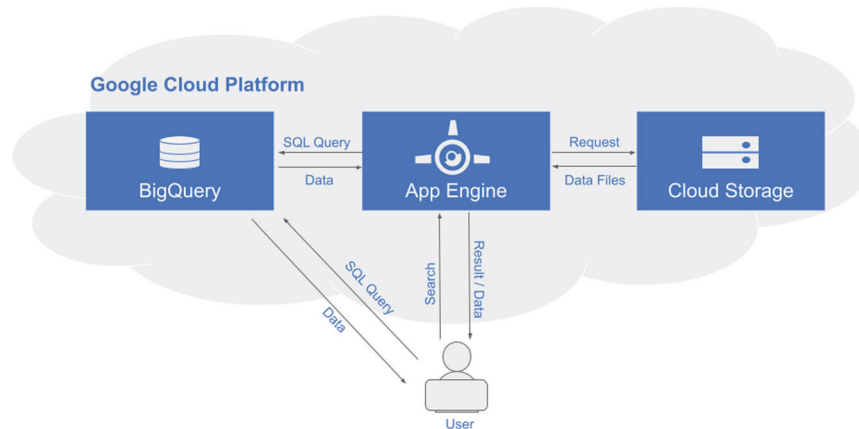 Google Cloud Platform
SQL Query
Data
BigQuery
App Engine
Request
Data Files
Cloud Storage
SQL Query
Data
Search
Result / Data
User